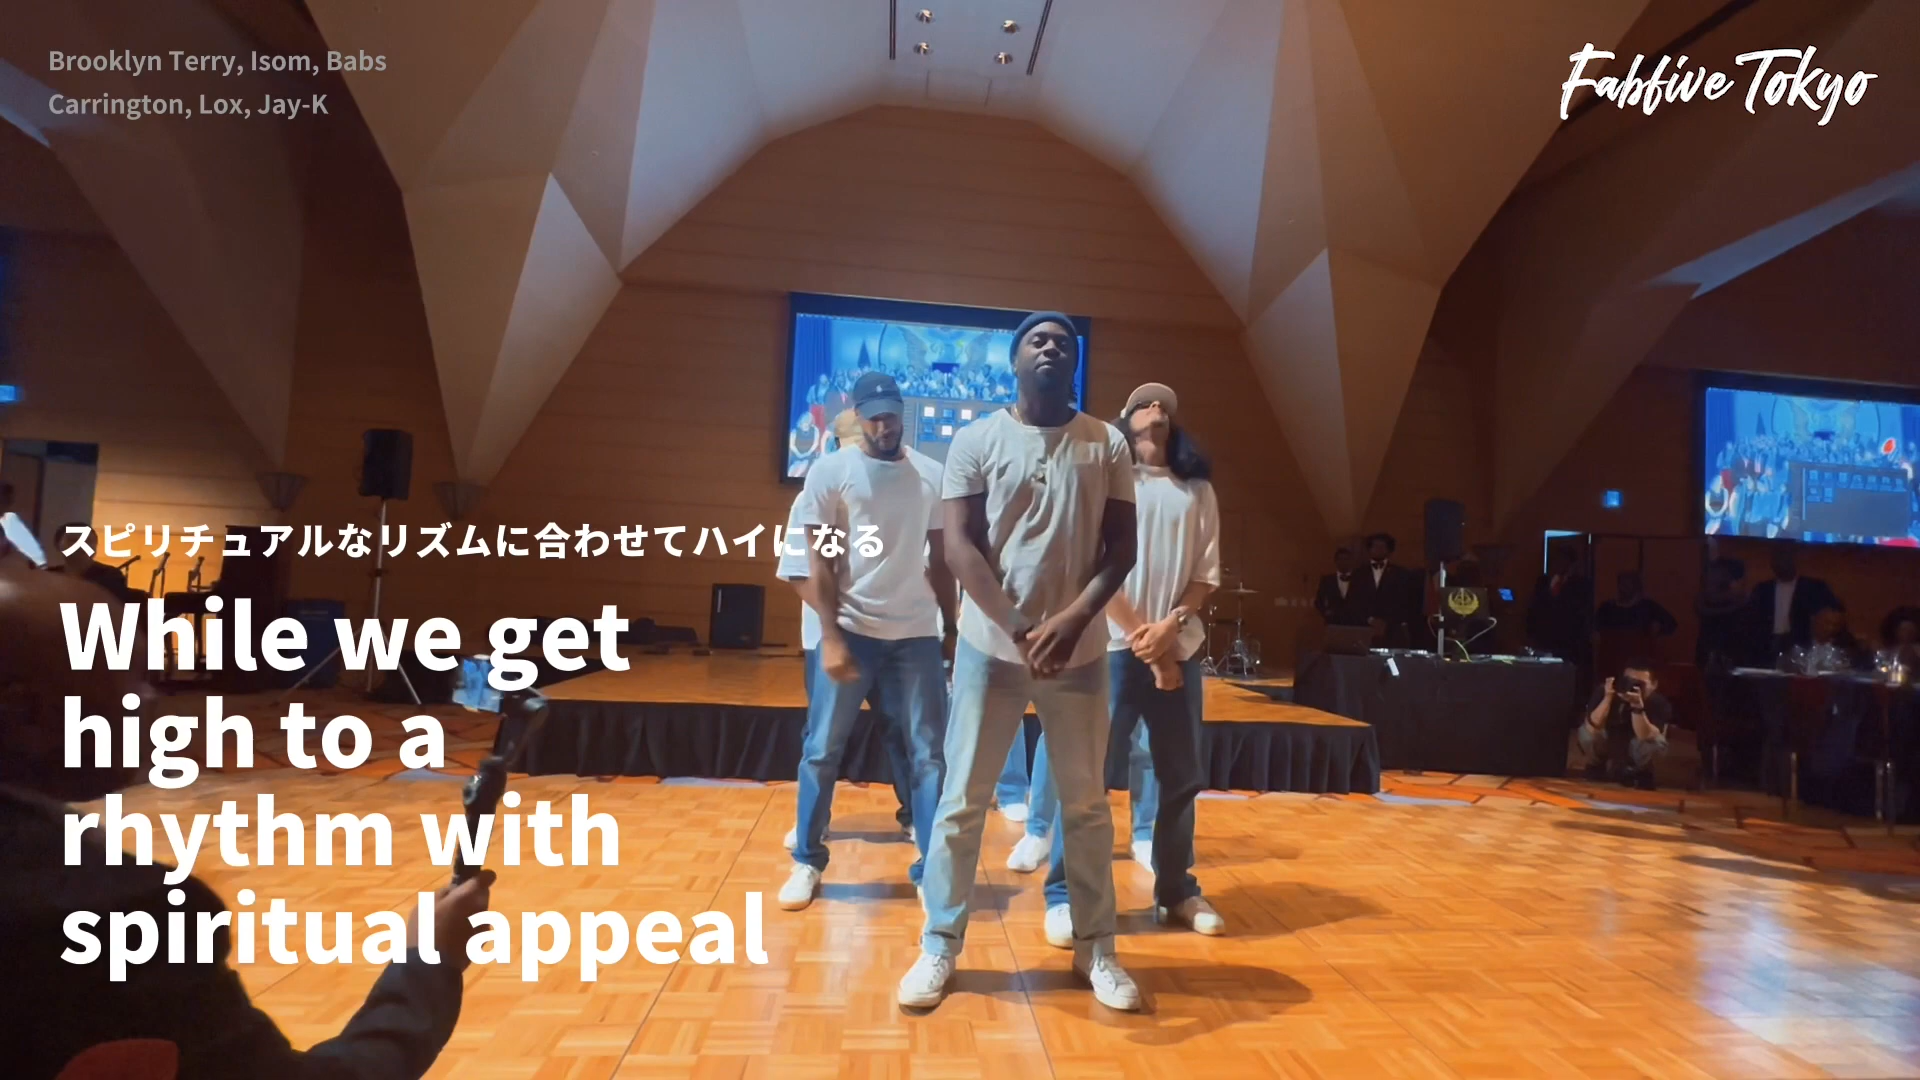 Brooklyn Terry, Isom, Babs
Carrington, Lox, Jay-K
Fabfive Tokyo
スピリチュアルなリズムに合わせてハイになる
While we get
high to a
rhythm with
spiritual appeal